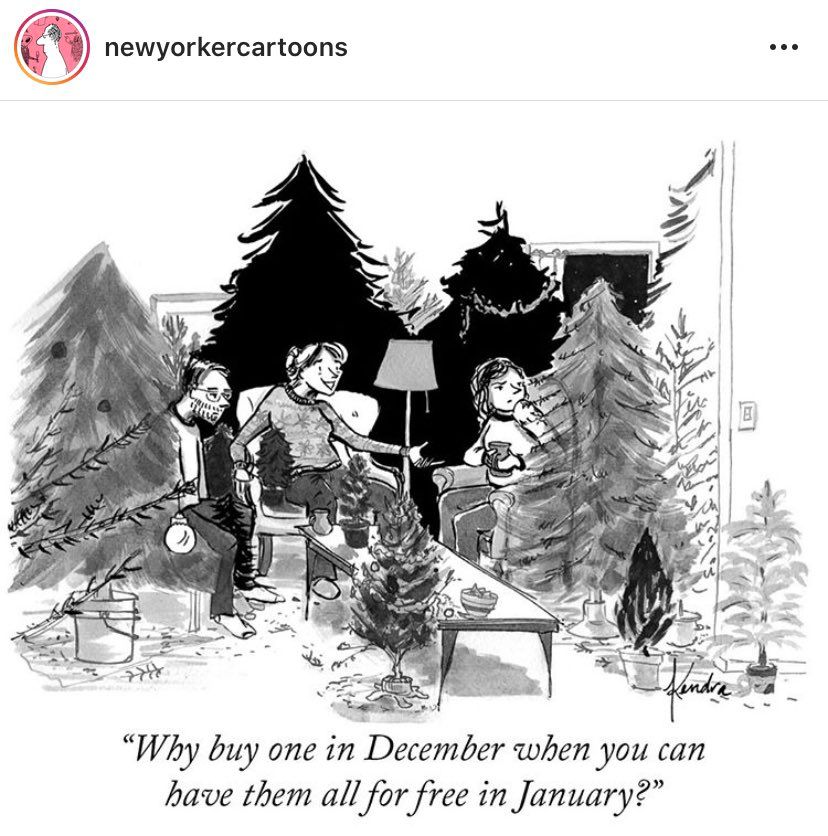 newyorkercartoons
Kendra
“Why buy one in December when you can
have them all for free in January?”